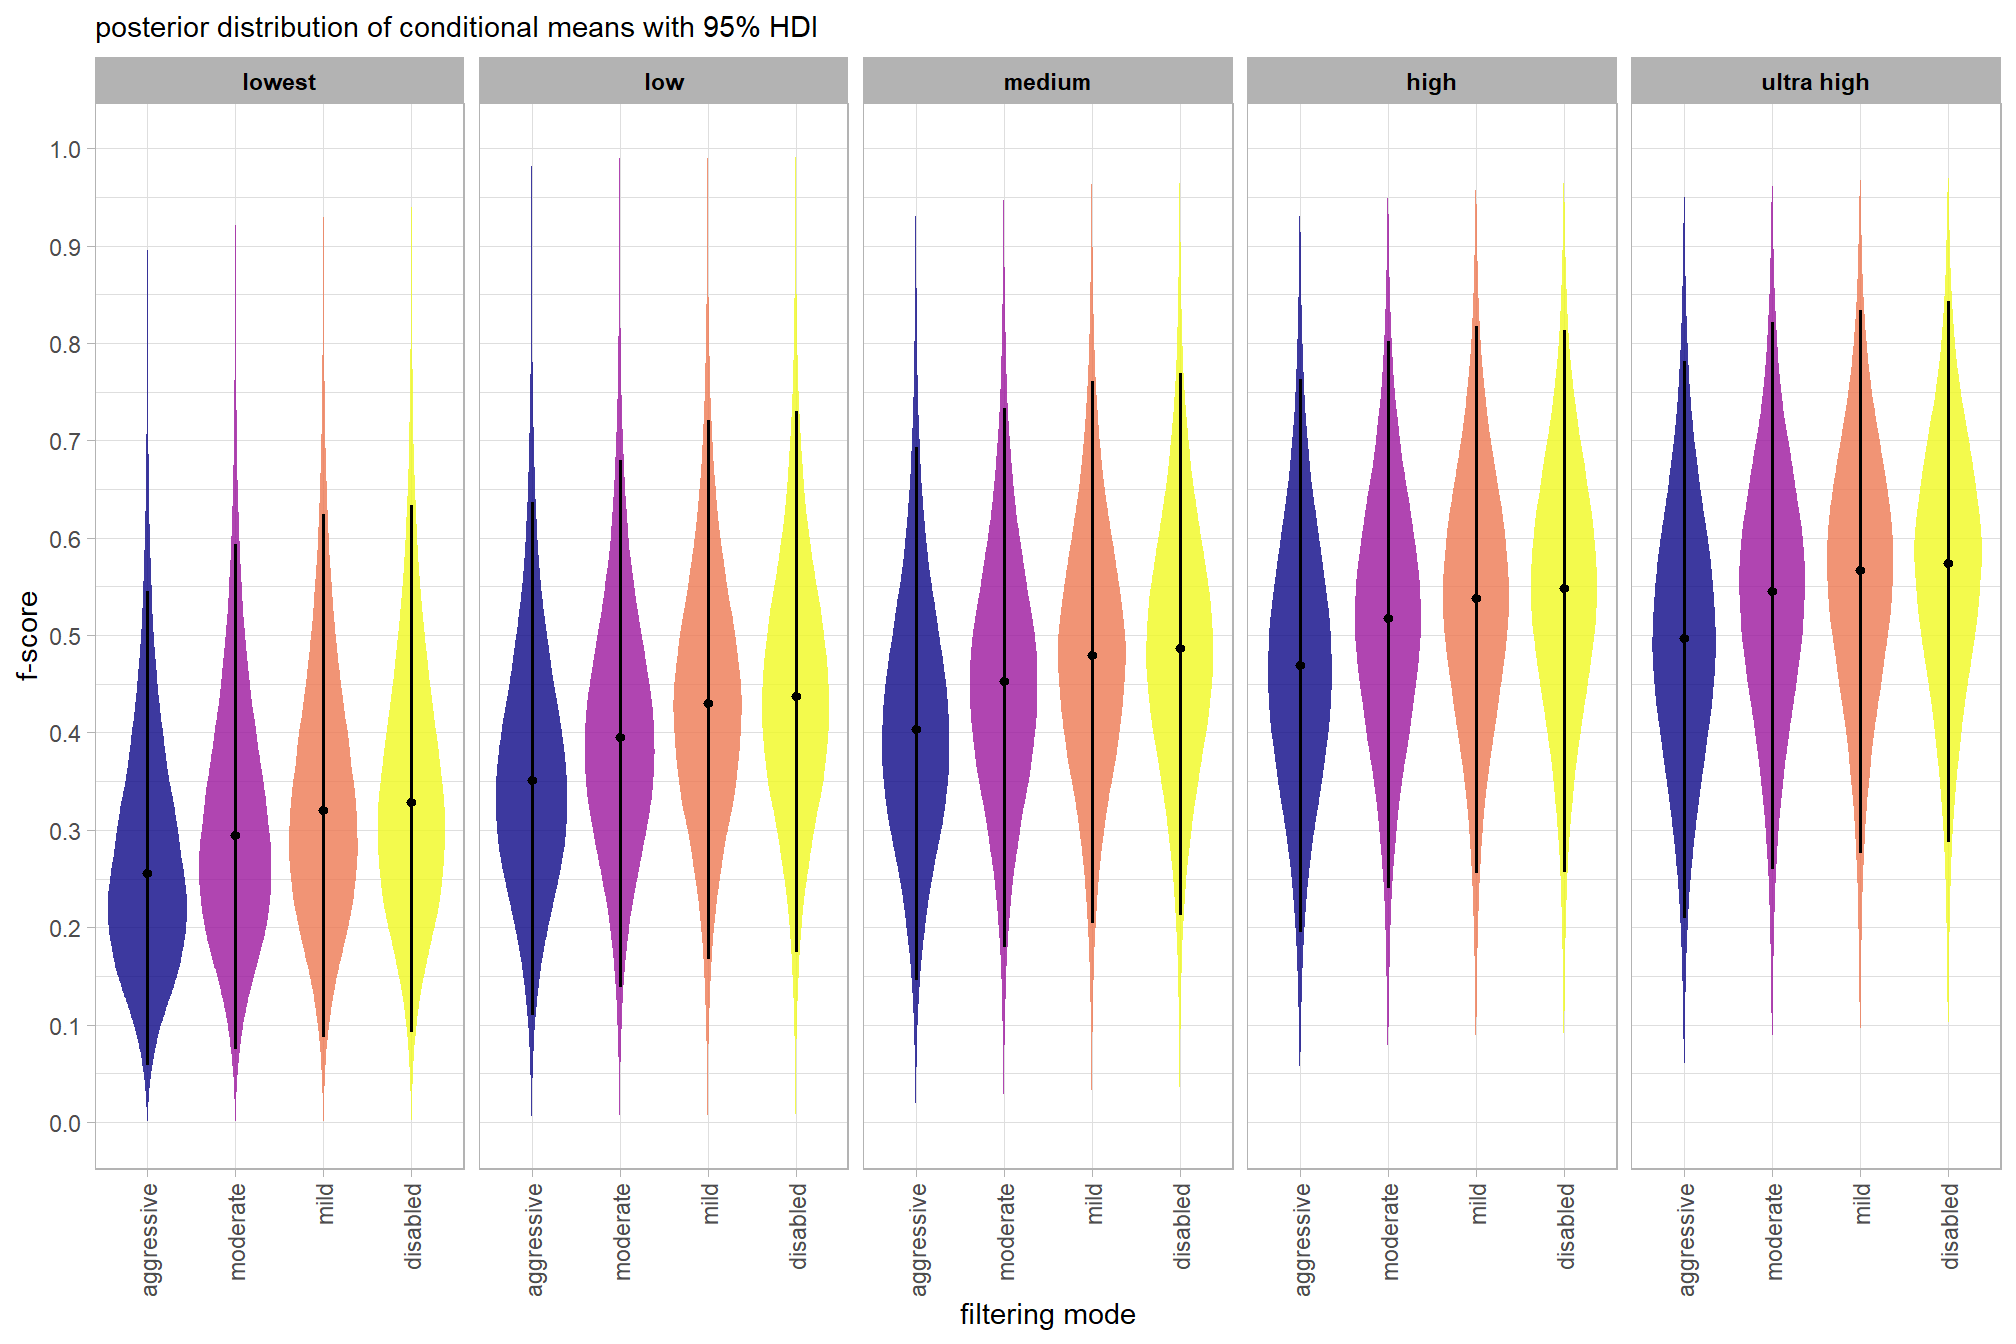 posterior distribution of conditional means with 95% HDI
lowest low medium high ultra high
1.0
0.9
0.8
0.7
0.6
0.5
0.4
0.3
0.2
0.1
0.0
f-score
aggressive moderate mild disabled aggressive moderate mild disabled aggressive moderate mild disabled aggressive moderate mild disabled aggressive moderate mild disabled
filtering mode